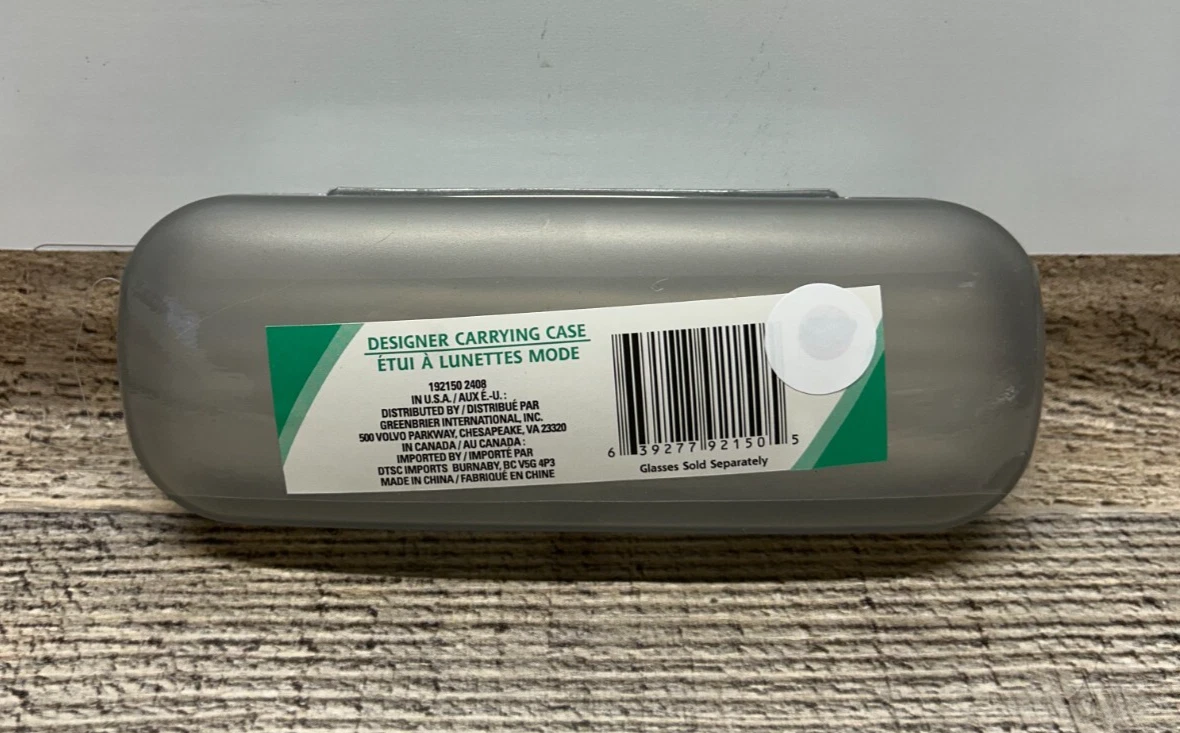 DESIGNER CARRYING CASE
ÉTUI À LUNETTES MODE
192150 2408
IN U.S.A. / AUX É.-U. :
DISTRIBUTED BY / DISTRIBUÉ PAR
GREENBRIER INTERNATIONAL, INC.
500 VOLVO PARKWAY, CHESAPEAKE, VA 23320
IN CANADA / AU CANADA :
IMPORTED BY / IMPORTÉ PAR
DTSC IMPORTS BURNABY, BC V5G 4P3
MADE IN CHINA / FABRIQUÉ EN CHINE
6 39277 92150 5
Glasses Sold Separately